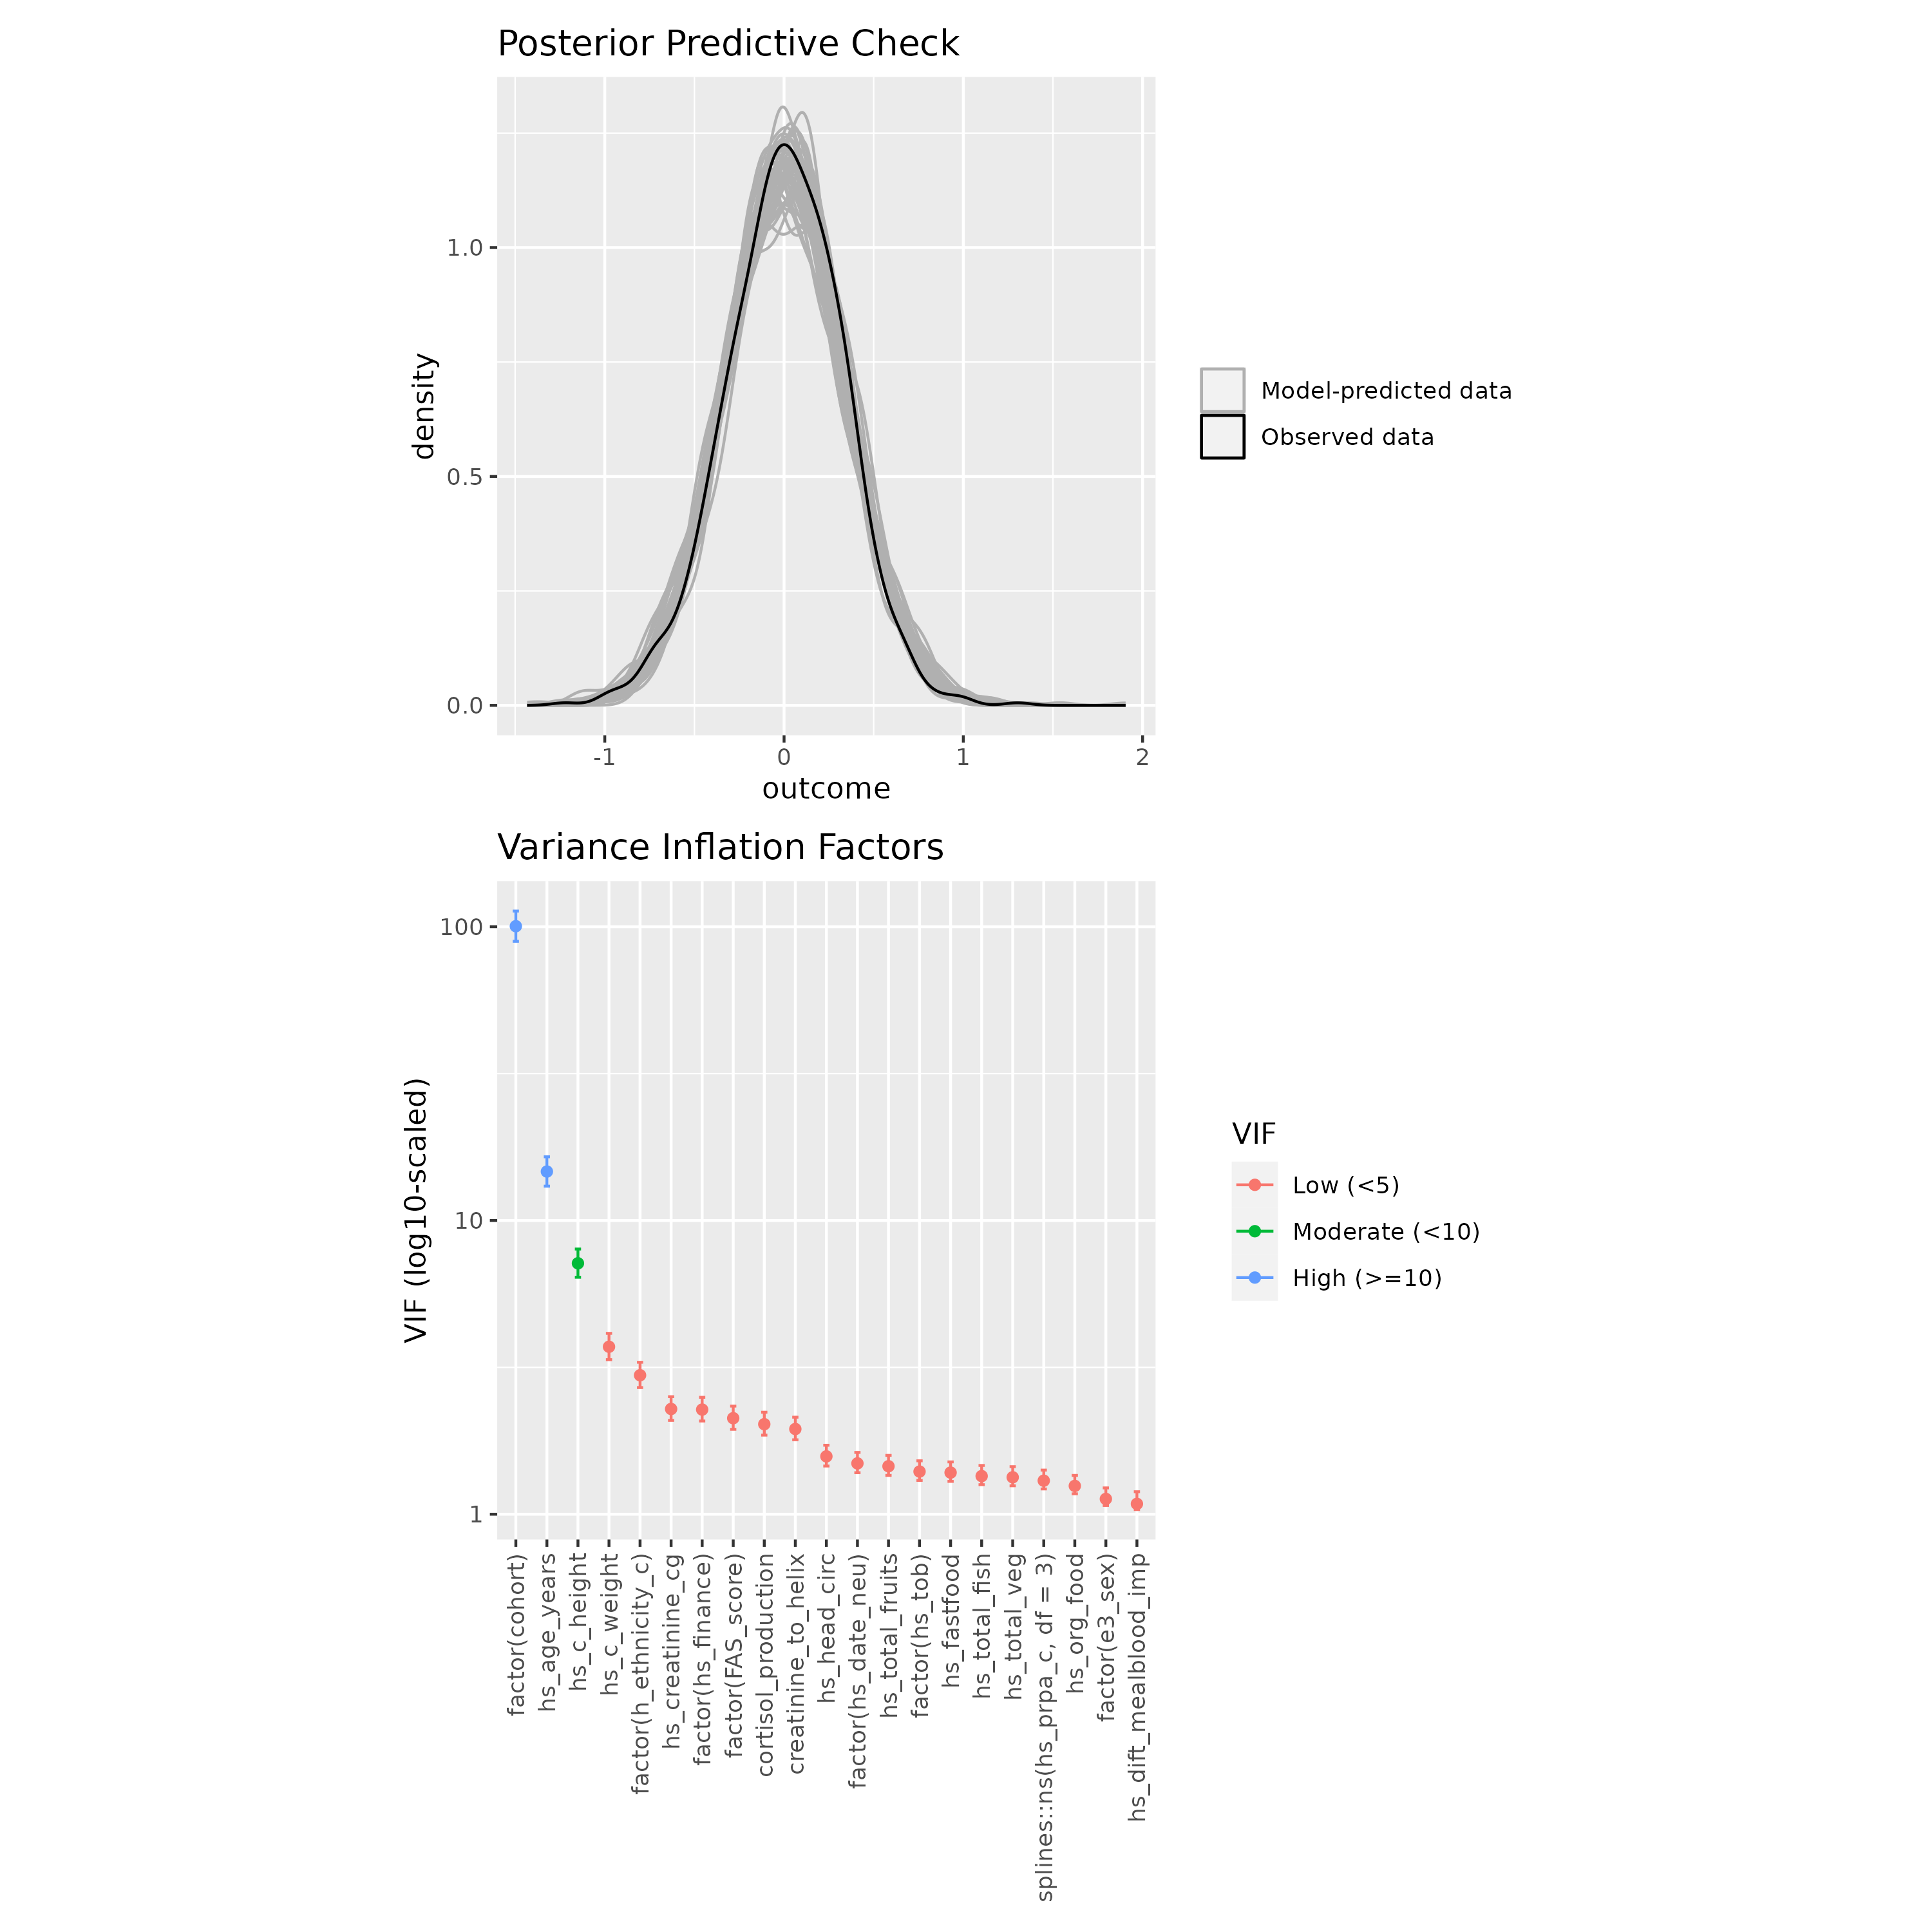 Posterior Predictive Check
density
1.0
0.5
0.0
-1
0
1
2
outcome
Model-predicted data
Observed data
Variance Inflation Factors
VIF (log10-scaled)
100
10
1
factor(cohort)
hs_age_years
hs_c_height
hs_c_weight
factor(h_ethnicity_c)
hs_creatinine_cg
factor(hs_finance)
factor(FAS_score)
cortisol_production
creatinine_to_helix
hs_head_circ
factor(hs_date_neu)
hs_total_fruits
factor(hs_tob)
hs_fastfood
hs_total_fish
hs_total_veg
splines::ns(hs_prpa_c, df = 3)
hs_org_food
factor(e3_sex)
hs_dift_mealblood_imp
VIF
Low (<5)
Moderate (<10)
High (>=10)